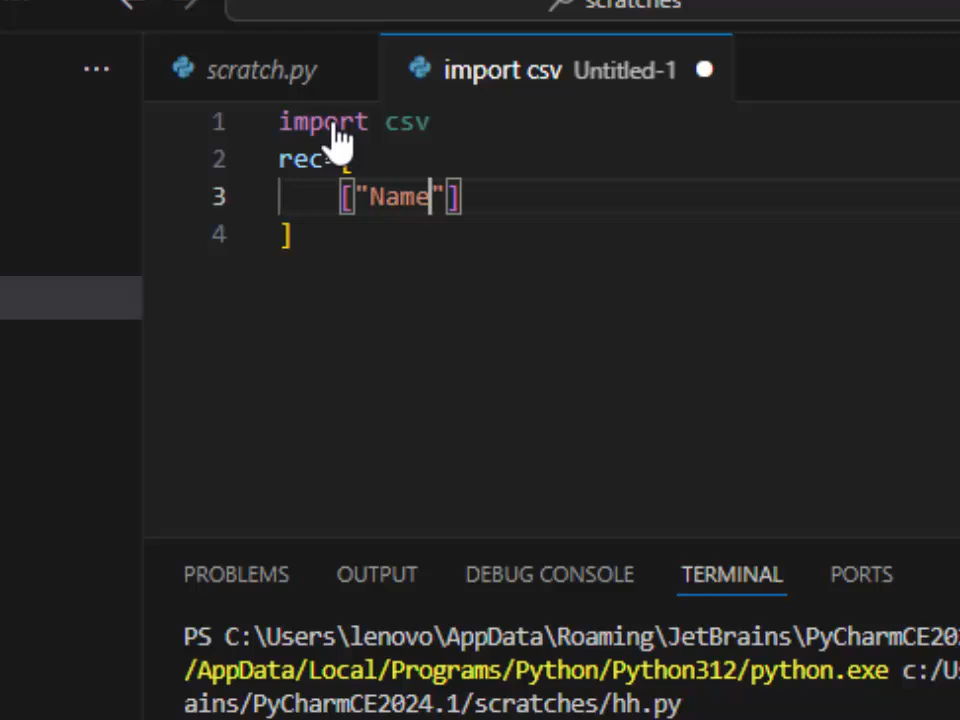 scratches
scratch.py import csv Untitled-1
1 import csv
2 rec=[
3 ["Name"]
4 ]
PROBLEMS OUTPUT DEBUG CONSOLE TERMINAL PORTS
PS C:\Users\lenovo\AppData\Roaming\JetBrains\PyCharmCE202
/AppData/Local/Programs/Python/Python312/python.exe c:/Us
ains/PyCharmCE2024.1/scratches/hh.py